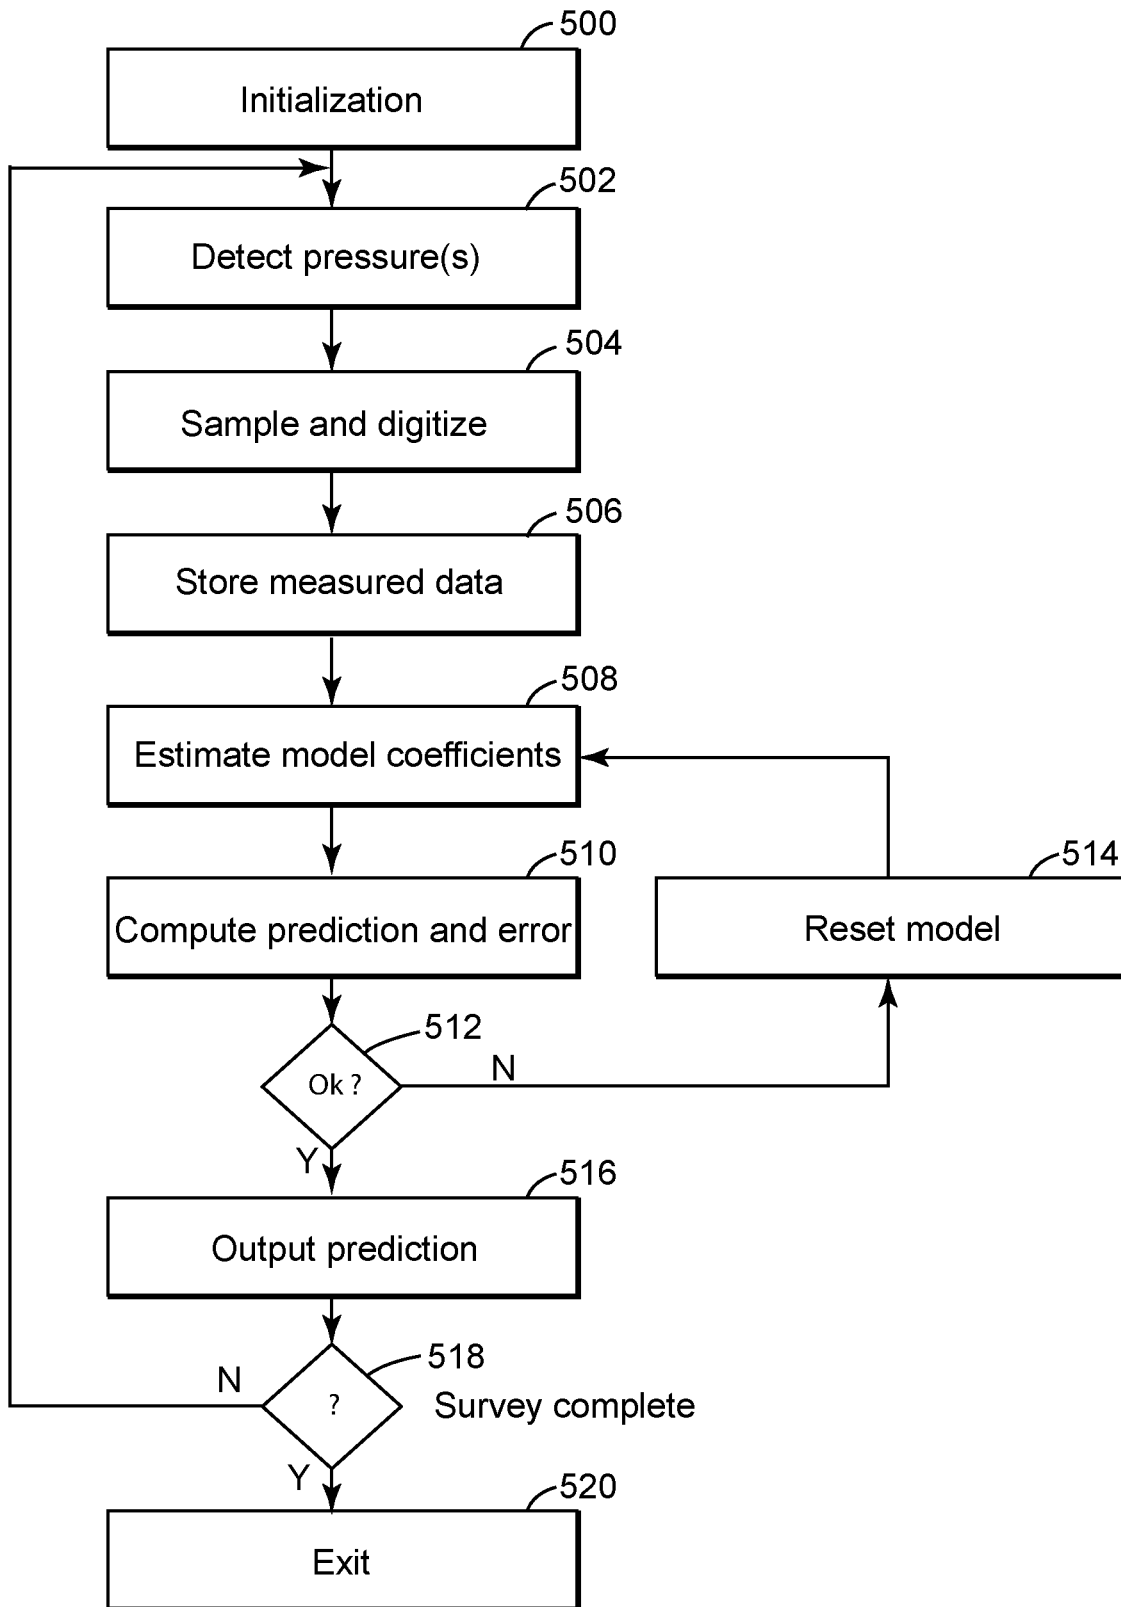 500
Initialization
502
Detect pressure(s)
504
Sample and digitize
506
Store measured data
508
Estimate model coefficients
510
Compute prediction and error
514
Reset model
512
Ok ?
N
Y
516
Output prediction
518
N
?
Survey complete
Y
520
Exit